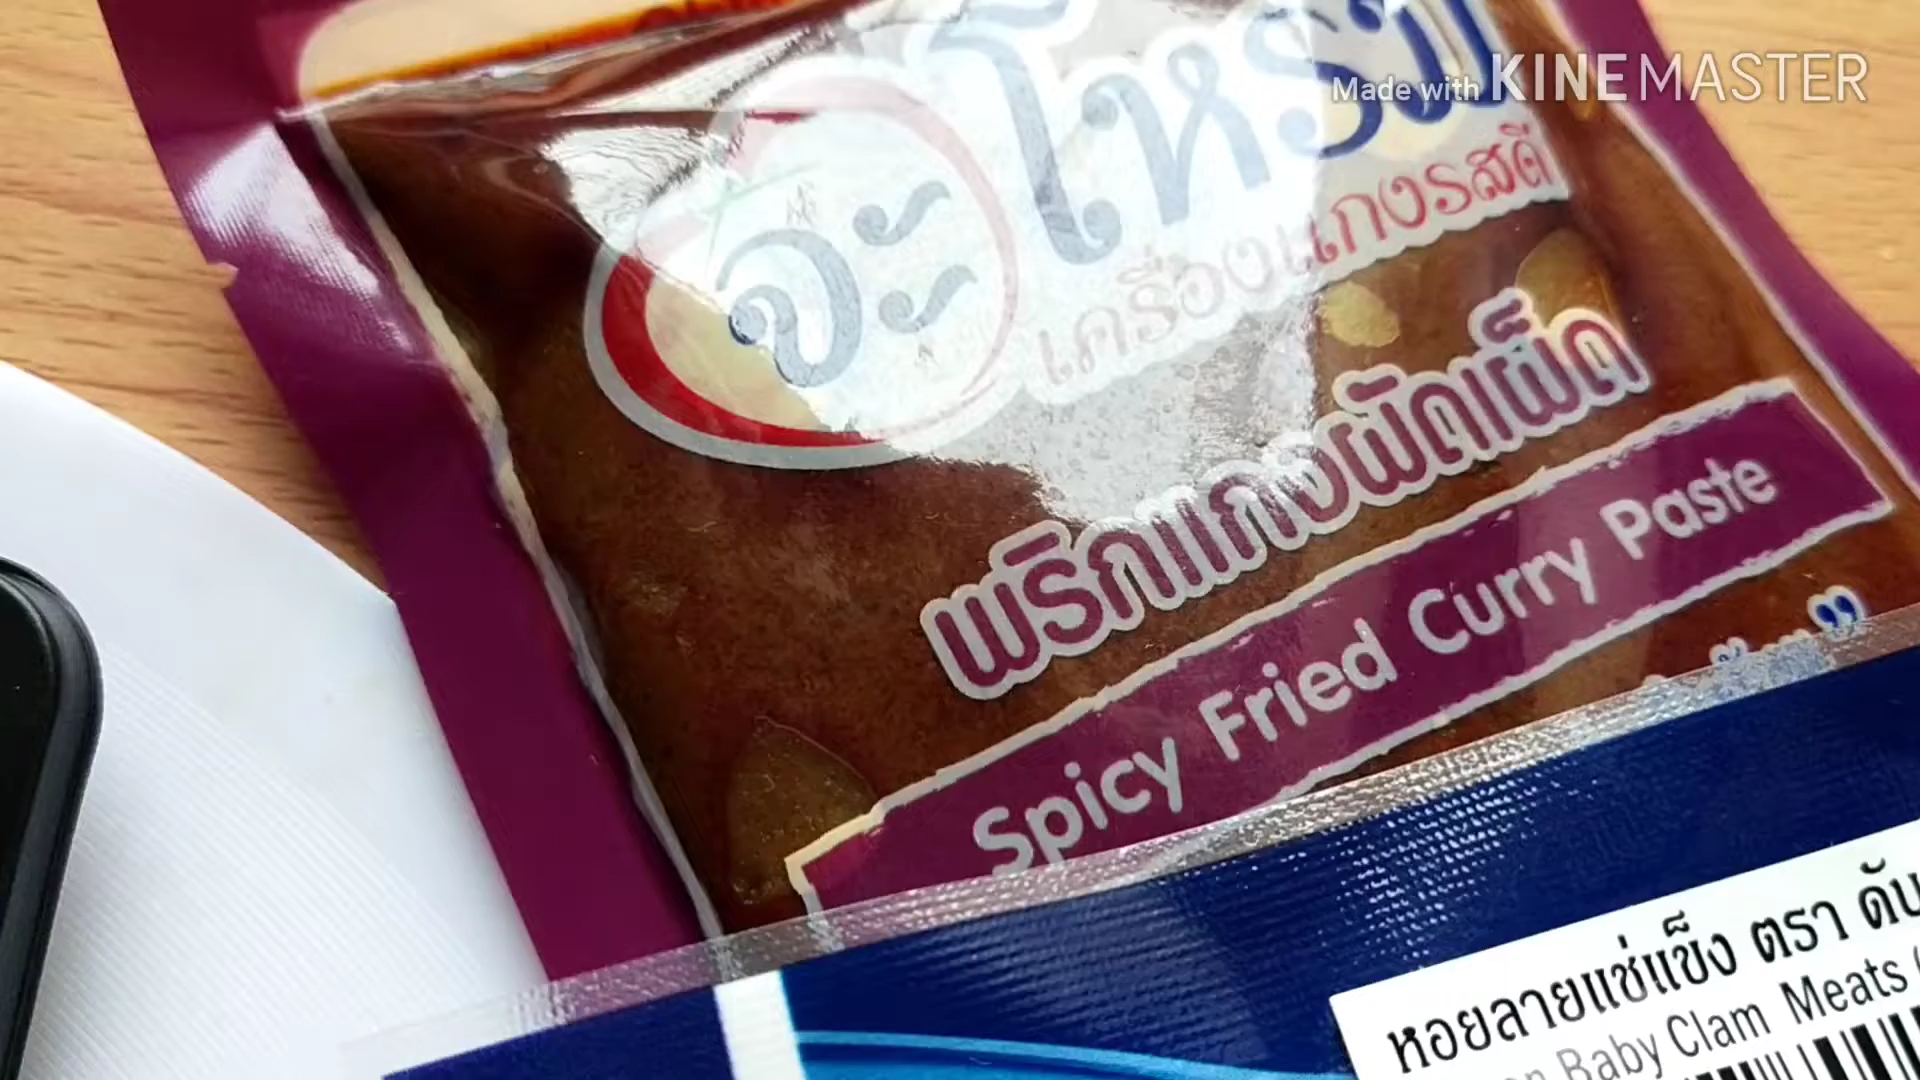 Made with KINEMASTER
จะโหรม
เครื่องแกงรสดี
พริกแกงผัดเผ็ด
Spicy Fried Curry Paste
หอยลายแช่แข็ง ตรา
Baby Clam Meats